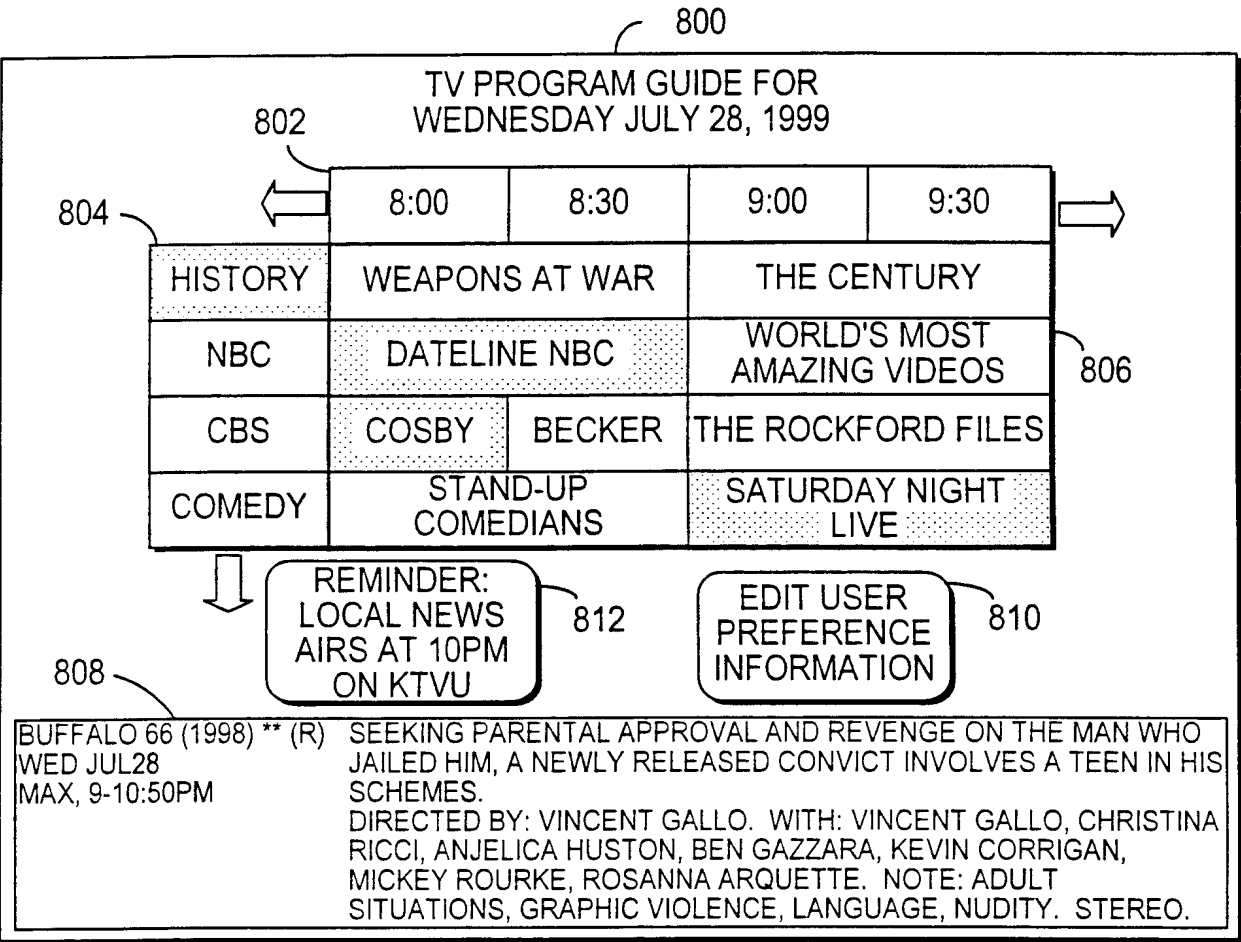 800
TV PROGRAM GUIDE FOR
WEDNESDAY JULY 28, 1999
802
8:00 8:30 9:00 9:30
804
HISTORY WEAPONS AT WAR THE CENTURY
NBC DATELINE NBC WORLD'S MOST
AMAZING VIDEOS
806
CBS COSBY BECKER THE ROCKFORD FILES
COMEDY STAND-UP
COMEDIANS
SATURDAY NIGHT
LIVE
REMINDER:
LOCAL NEWS
AIRS AT 10PM
ON KTVU
812
EDIT USER
PREFERENCE
INFORMATION
810
808
BUFFALO 66 (1998) ** (R)
WED JUL28
MAX, 9-10:50PM
SEEKING PARENTAL APPROVAL AND REVENGE ON THE MAN WHO
JAILED HIM, A NEWLY RELEASED CONVICT INVOLVES A TEEN IN HIS
SCHEMES.
DIRECTED BY: VINCENT GALLO. WITH: VINCENT GALLO, CHRISTINA
RICCI, ANJELICA HUSTON, BEN GAZZARA, KEVIN CORRIGAN,
MICKEY ROURKE, ROSANNA ARQUETTE. NOTE: ADULT
SITUATIONS, GRAPHIC VIOLENCE, LANGUAGE, NUDITY. STEREO.